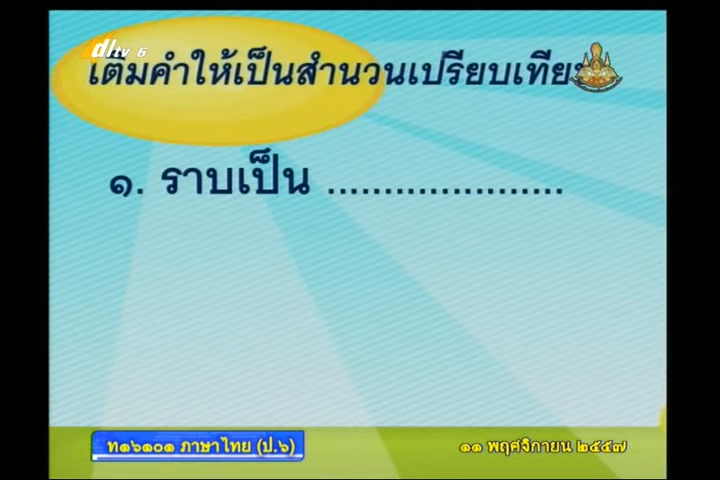 dltv 6
เติมคำให้เป็นสำนวนเปรียบเทีย
๑. ราบเป็น .....................
ท๑๖๑๐๑ ภาษาไทย (ป.๖)
๑๑ พฤศจิกายน ๒๕๕๗